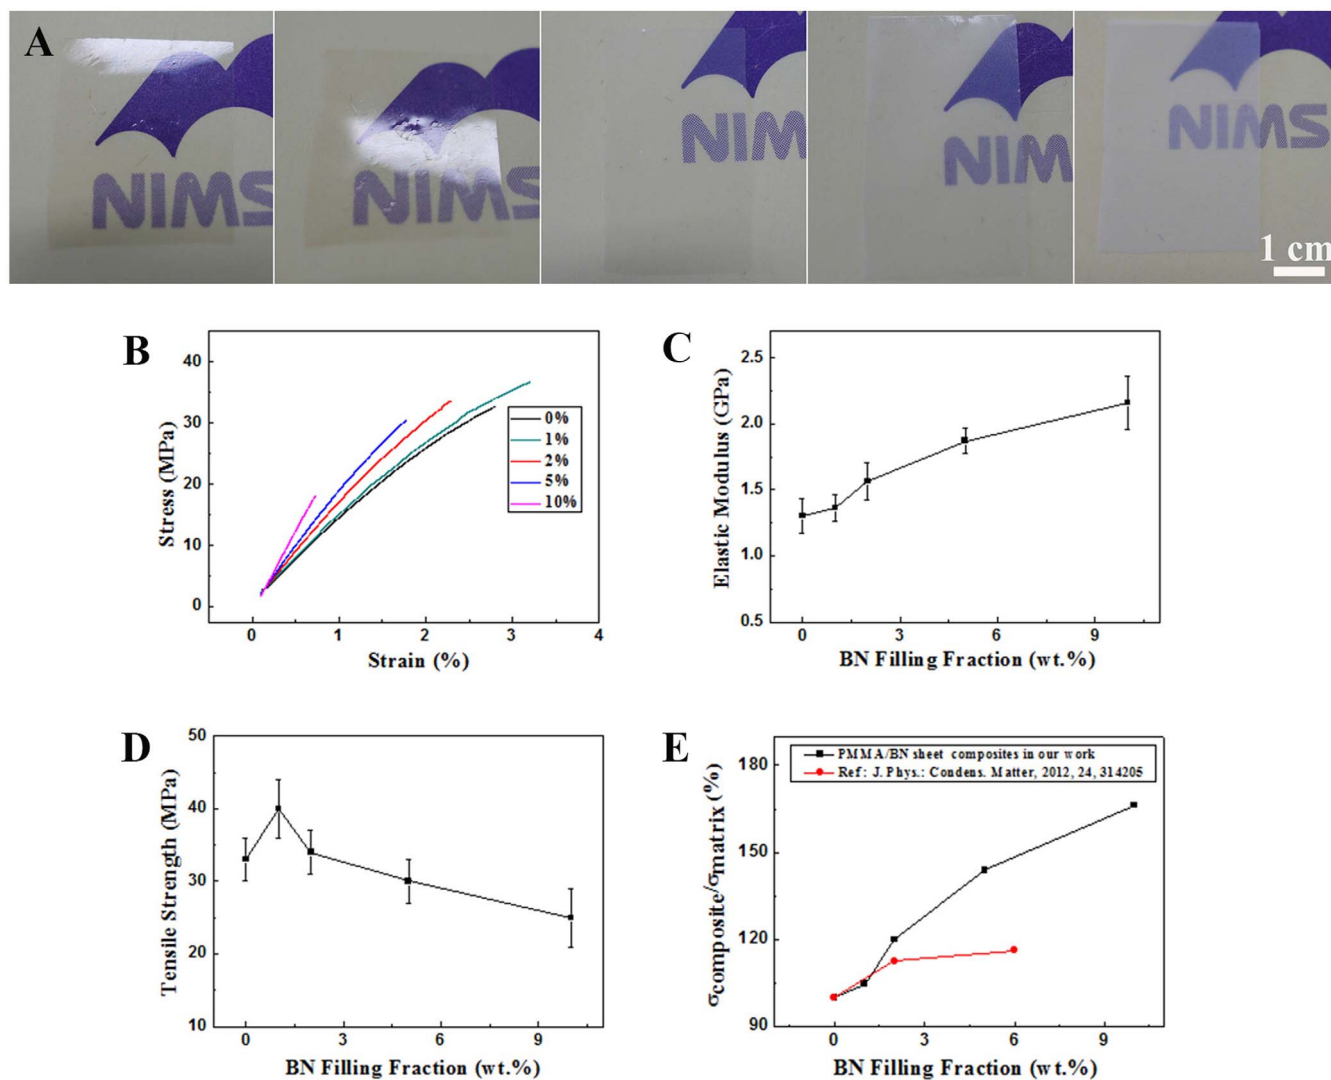 A
NIMS
NIMS
NIM
NIM
NIMS
1 cm
B
Stress (MPa)
40
30
20
10
0
0%
1%
2%
5%
10%
0 1 2 3 4
Strain (%)
C
Elastic Modulus (GPa)
2.5
2.0
1.5
1.0
0.5
0 3 6 9
BN Filling Fraction (wt.%)
D
Tensile Strength (MPa)
50
40
30
20
10
0 3 6 9
BN Filling Fraction (wt.%)
E
σcomposite/σmatrix (%)
180
150
120
90
PMMA/BN sheet composites in our work
Ref: J. Phys.: Condens. Matter, 2012, 24, 314205
0 3 6 9
BN Filling Fraction (wt.%)